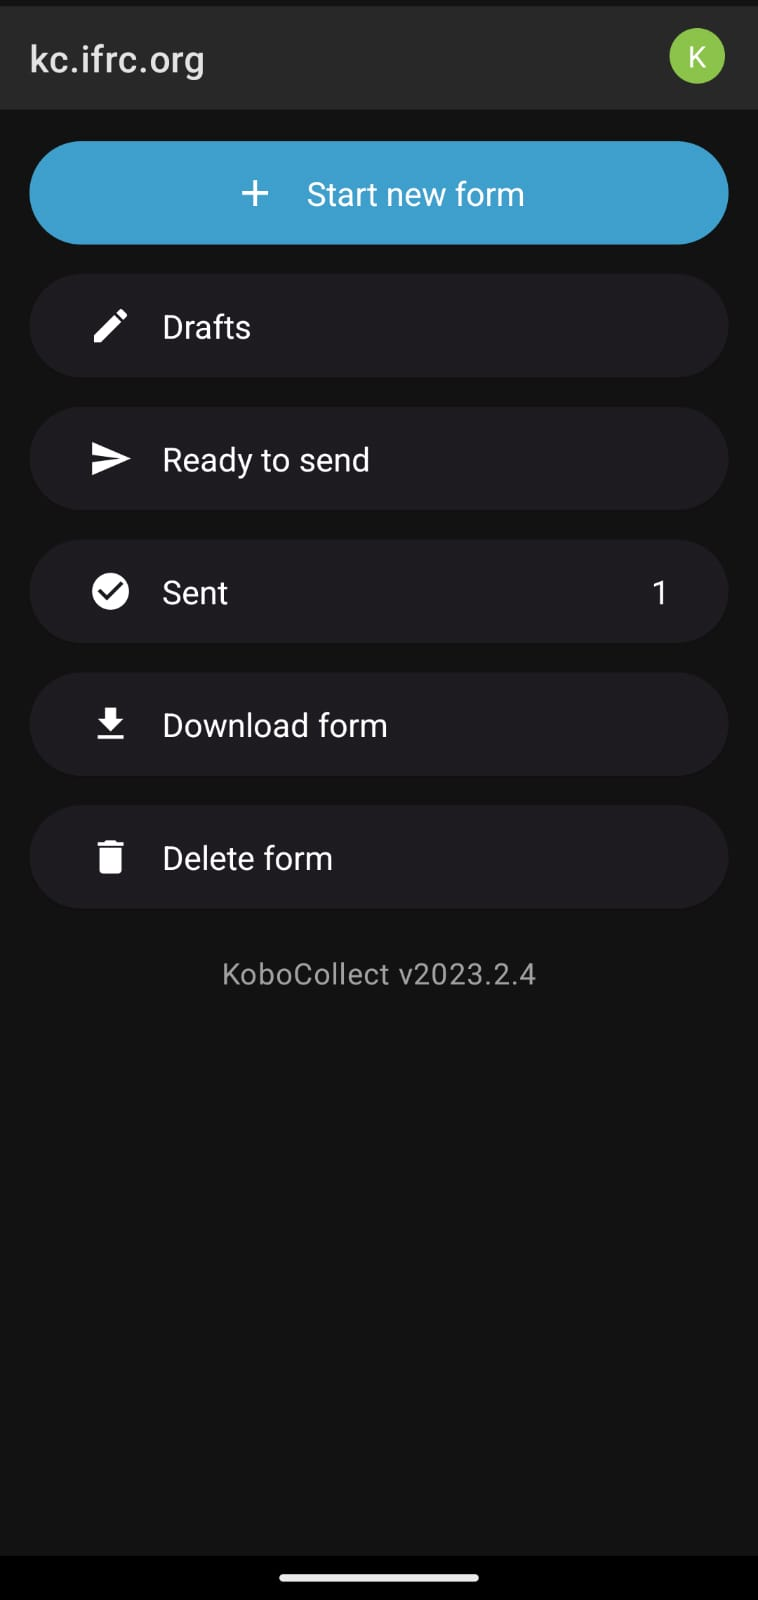 kc.ifrc.org
K
Start new form
Drafts
Ready to send
Sent 1
Download form
Delete form
KoboCollect v2023.2.4